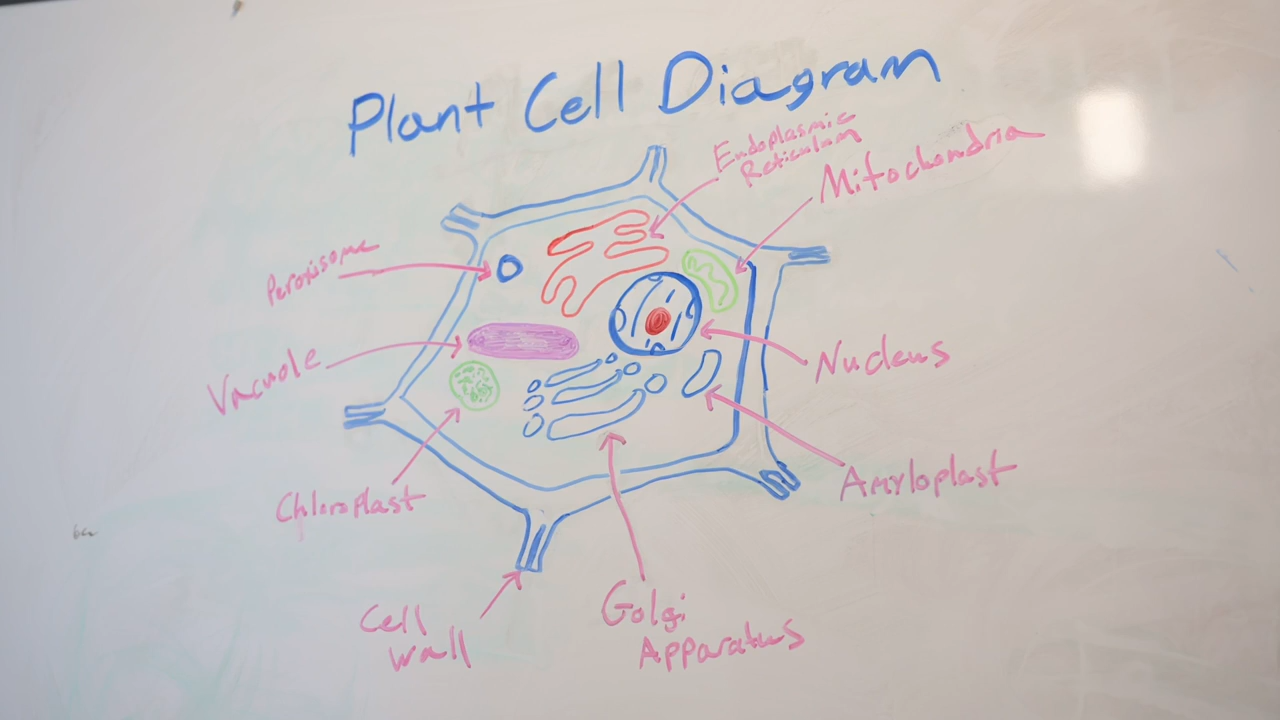 Plant Cell Diagram
Endoplasmic
Reticulum
Mitochondria
Peroxisome
Vacuole
Nucleus
Chloroplast
Amyloplast
Cell
Wall
Golgi
Apparatus